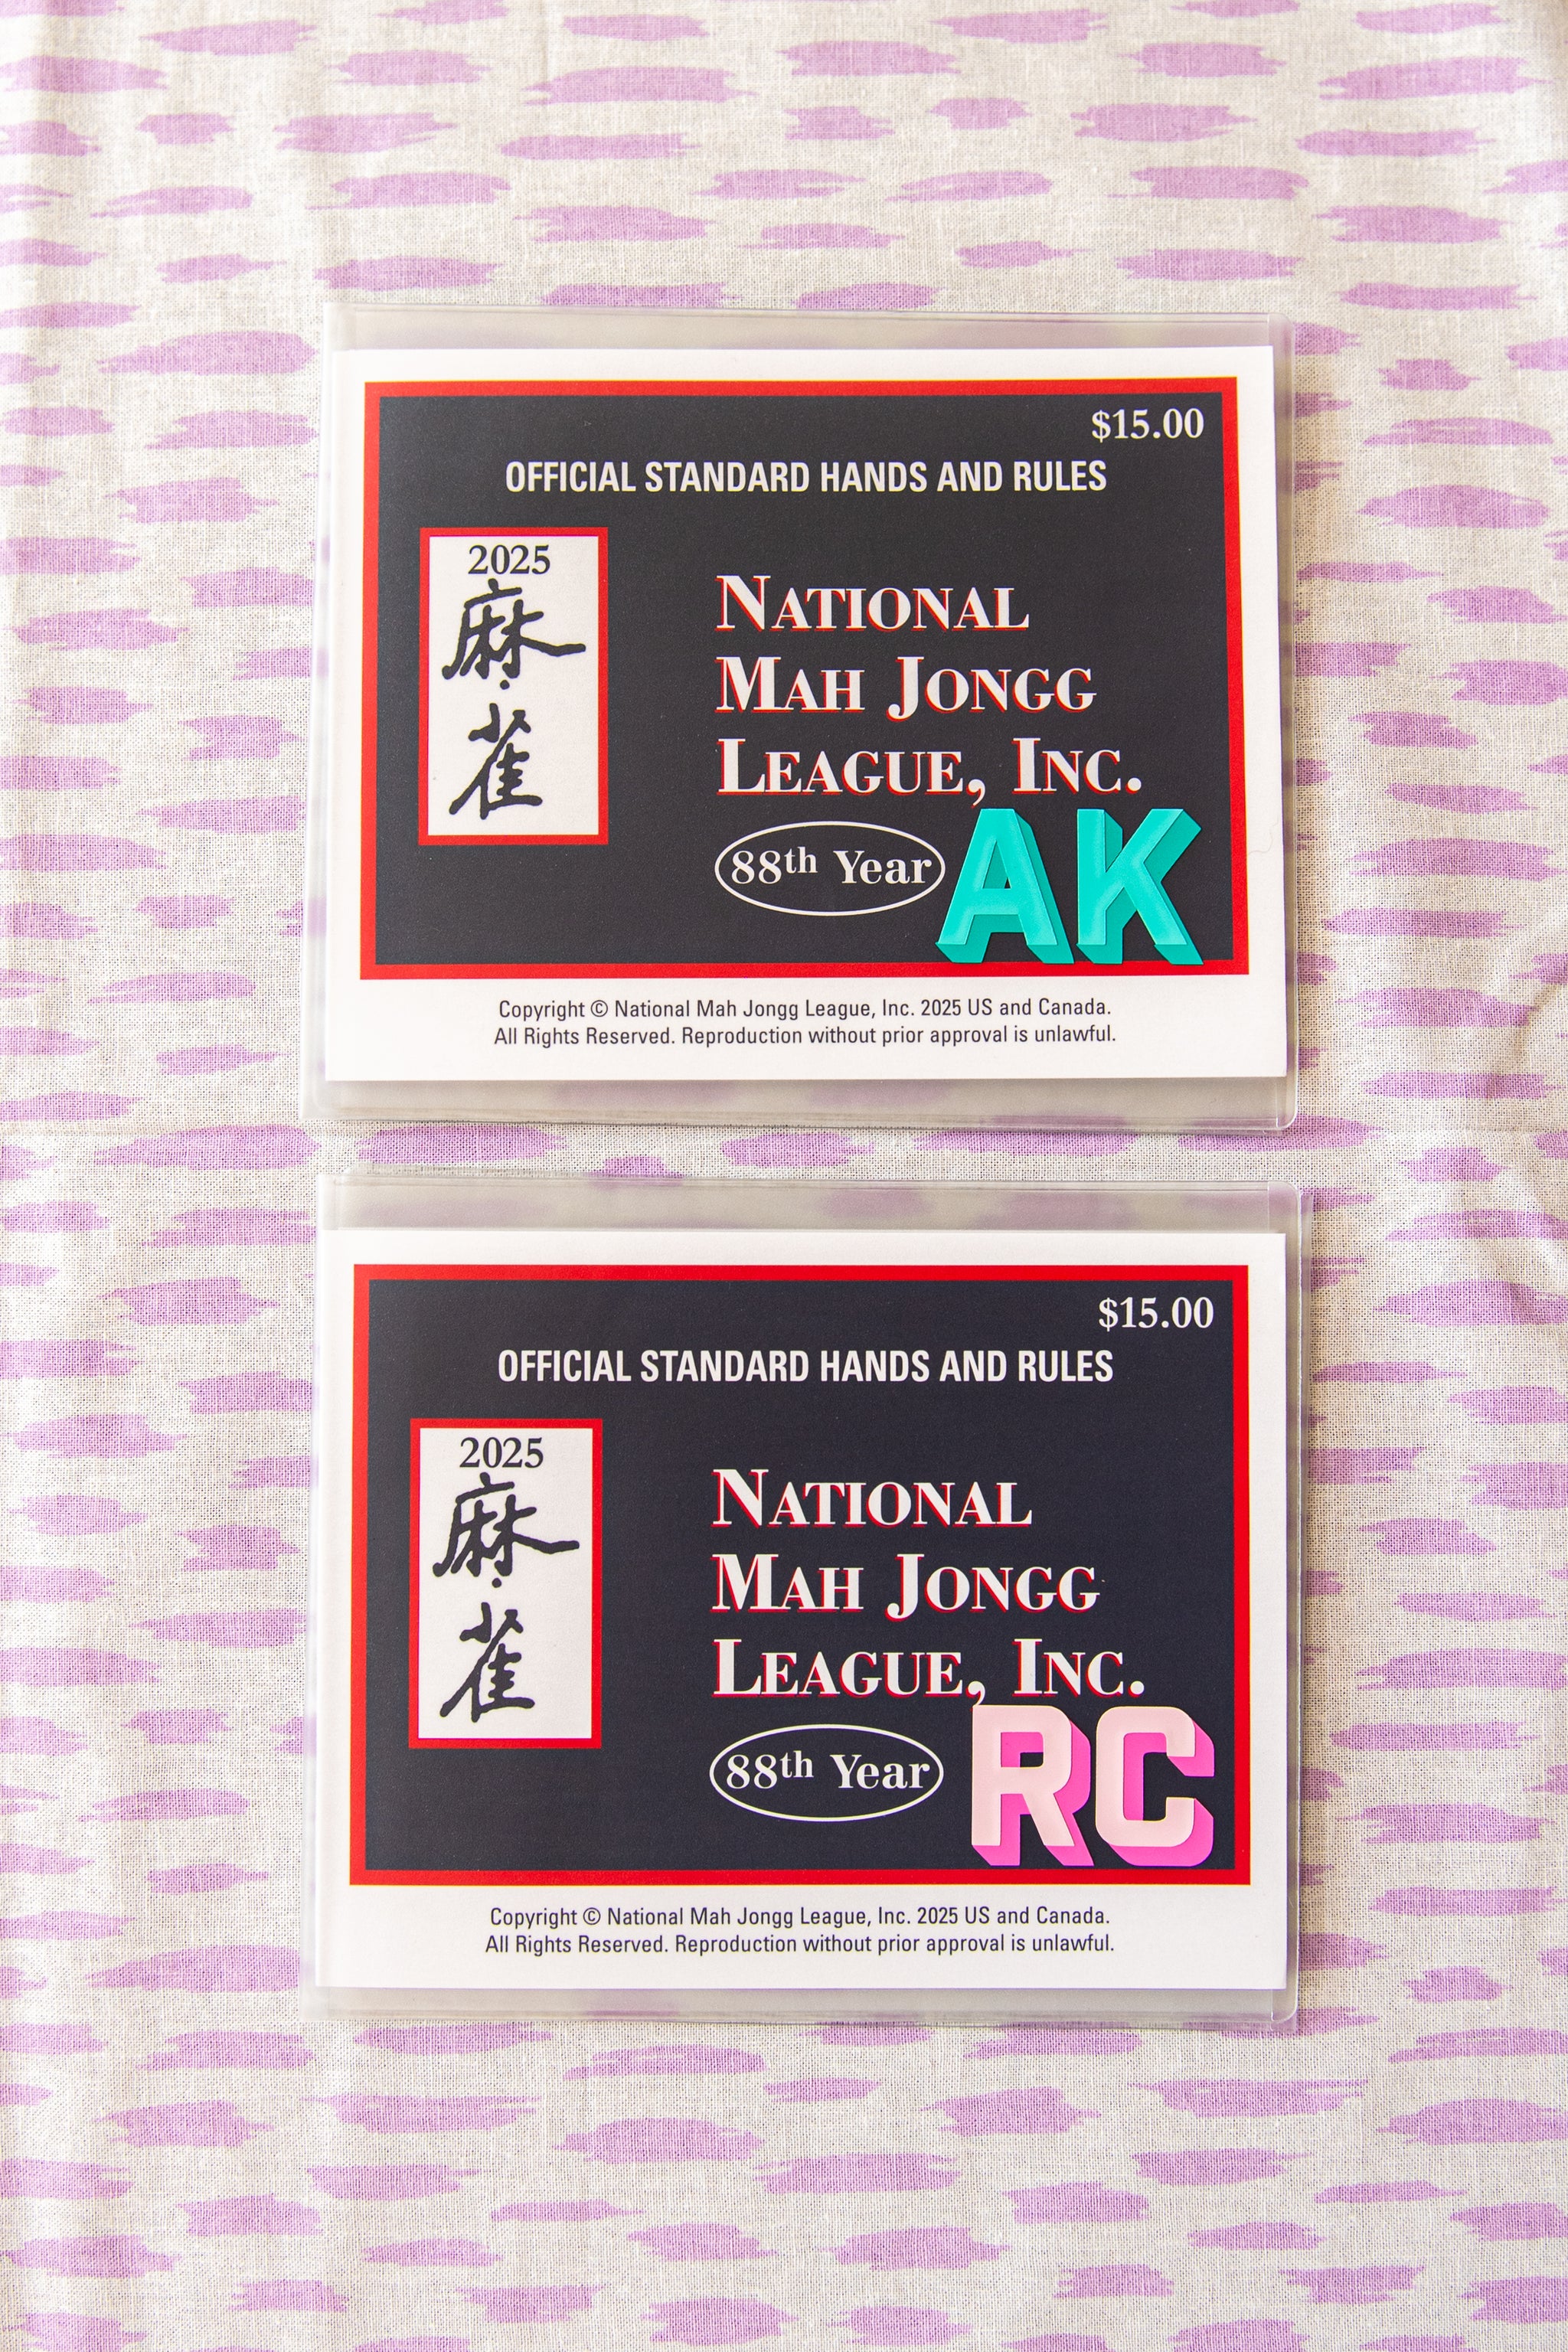 $15.00
OFFICIAL STANDARD HANDS AND RULES
2025
麻
雀
NATIONAL
MAH JONGG
LEAGUE, INC.
88th Year
AK
Copyright © National Mah Jongg League, Inc. 2025 US and Canada.
All Rights Reserved. Reproduction without prior approval is unlawful.
$15.00
OFFICIAL STANDARD HANDS AND RULES
2025
麻
雀
NATIONAL
MAH JONGG
LEAGUE, INC.
88th Year
RC
Copyright © National Mah Jongg League, Inc. 2025 US and Canada.
All Rights Reserved. Reproduction without prior approval is unlawful.